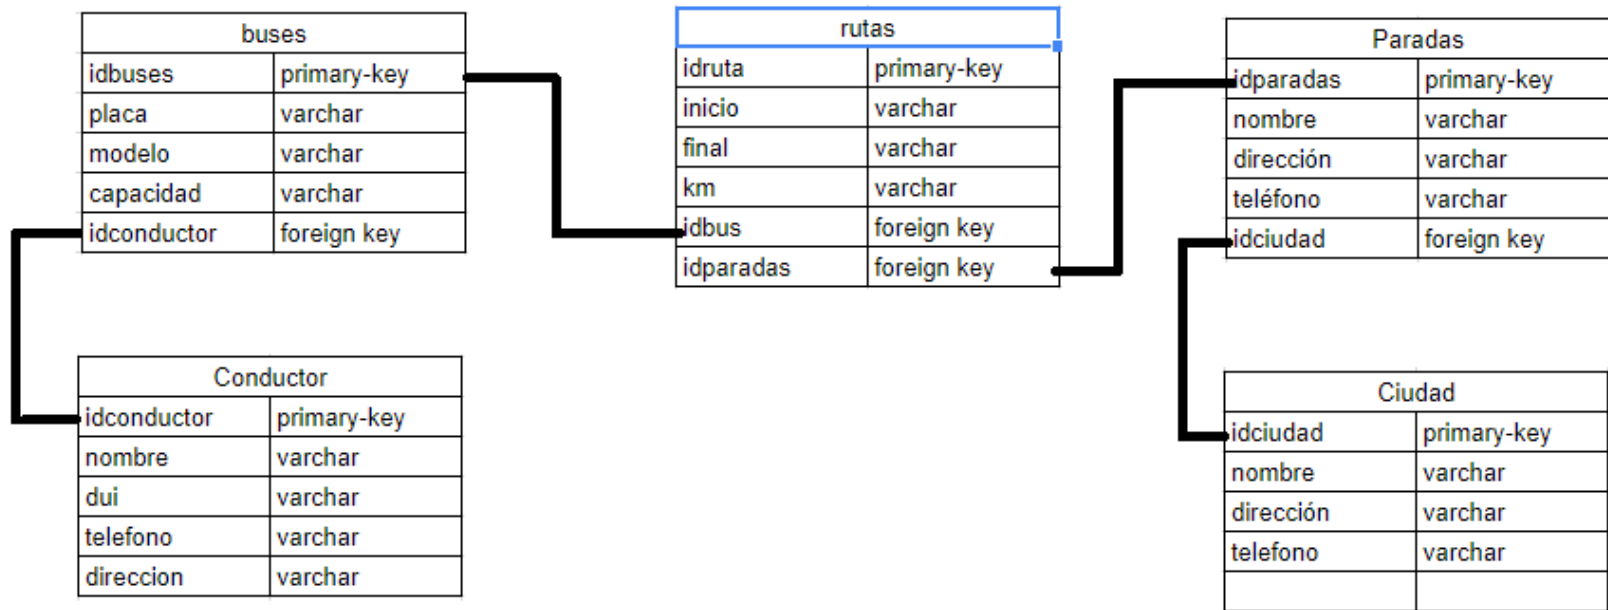 buses
idbuses primary-key
placa varchar
modelo varchar
capacidad varchar
idconductor foreign key
rutas
idruta primary-key
inicio varchar
final varchar
km varchar
idbus foreign key
idparadas foreign key
Paradas
idparadas primary-key
nombre varchar
dirección varchar
teléfono varchar
idciudad foreign key
Conductor
idconductor primary-key
nombre varchar
dui varchar
telefono varchar
direccion varchar
Ciudad
idciudad primary-key
nombre varchar
dirección varchar
telefono varchar